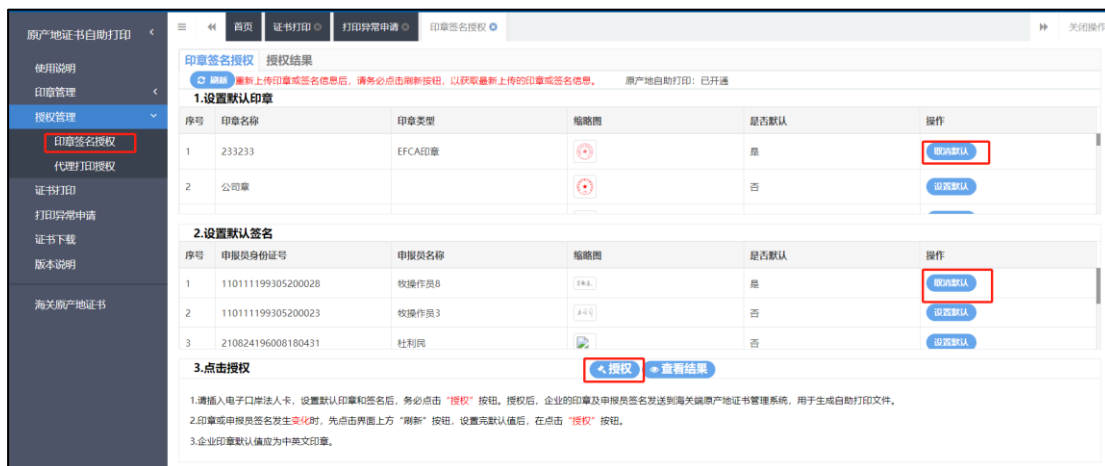 原产地证书自助打印
首页 证书打印 打印异常申请 印章签名授权 关闭操作
使用说明
印章管理
授权管理
印章签名授权
代理打印授权
证书打印
打印异常申请
证书下载
版本说明
海关原产地证书
印章签名授权 授权结果
刷新 重新上传印章或签名信息后,请务必点击刷新按钮,以获取最新上传的印章或签名信息。 原产地自助打印:已开通
1.设置默认印章
序号 印章名称 印章类型 缩略图 是否默认 操作
1 233233 EFCA印章 是 取消默认
2 公司章 否 设置默认
2.设置默认签名
序号 申报员身份证号 申报员名称 缩略图 是否默认 操作
1 110111199305200028 牧操作员8 是 取消默认
2 110111199305200023 牧操作员3 否 设置默认
3 210824196008180431 杜利民 否 设置默认
3.点击授权 授权 查看结果
1.请插入电子口岸法人卡,设置默认印章和签名后,务必点击“授权”按钮。授权后,企业的印章及申报员签名发送到海关端原产地证书管理系统,用于生成自助打印文件。
2.印章或申报员签名发生变化时,先点击界面上方“刷新”按钮,设置完默认值后,在点击“授权”按钮。
3.企业印章默认值应为中英文印章。